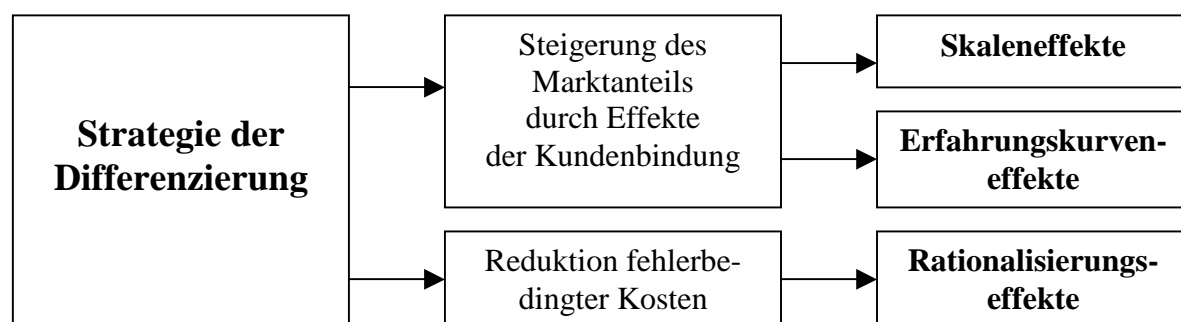 Strategie der
Differenzierung
Steigerung des
Marktanteils
durch Effekte
der Kundenbindung
Reduktion fehlerbe-
dingter Kosten
Skaleneffekte
Erfahrungskurven-
effekte
Rationalisierungs-
effekte